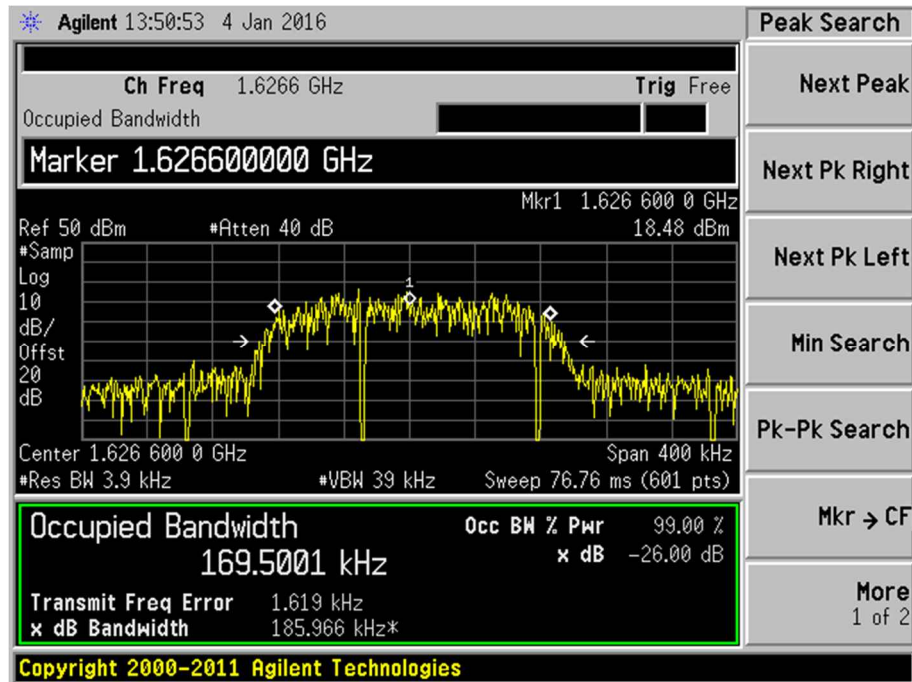 Agilent 13:50:53 4 Jan 2016
Peak Search
Ch Freq 1.6266 GHz Trig Free
Occupied Bandwidth
Marker 1.626600000 GHz
Mkr1 1.626 600 0 GHz
Ref 50 dBm #Atten 40 dB 18.48 dBm
#Samp
Log
10
dB/
Offst
20
dB
1
Center 1.626 600 0 GHz Span 400 kHz
#Res BW 3.9 kHz #VBW 39 kHz Sweep 76.76 ms (601 pts)
Occupied Bandwidth Occ BW % Pwr 99.00 %
169.5001 kHz x dB -26.00 dB
Transmit Freq Error 1.619 kHz
x dB Bandwidth 185.966 kHz*
Copyright 2000-2011 Agilent Technologies
Next Peak
Next Pk Right
Next Pk Left
Min Search
Pk-Pk Search
Mkr → CF
More
1 of 2